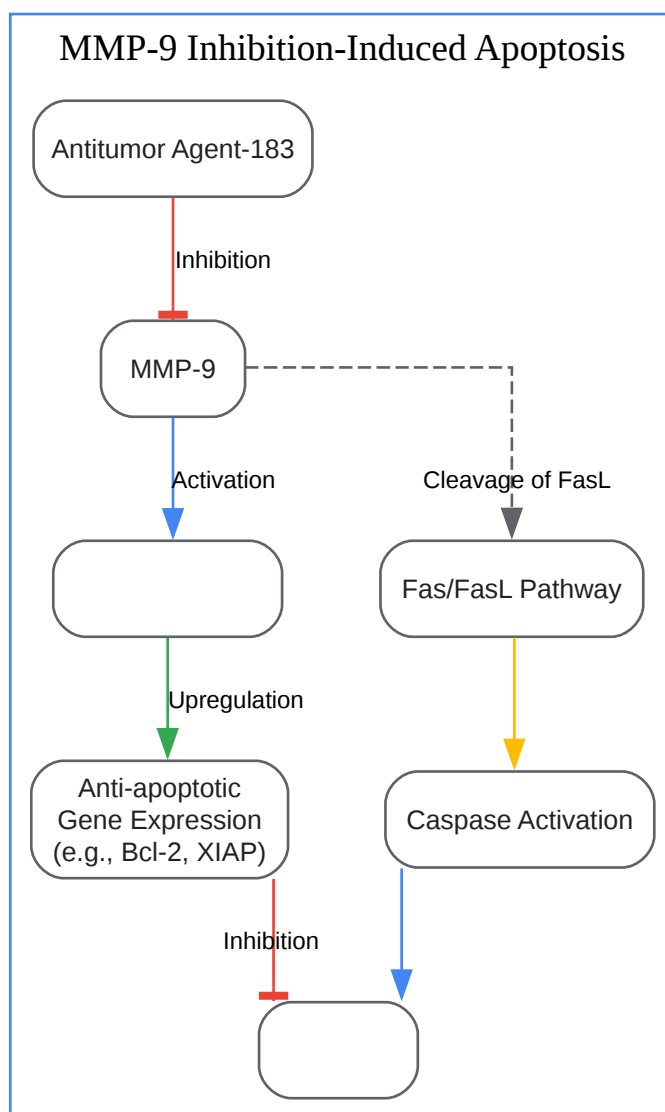 MMP-9 Inhibition-Induced Apoptosis
Antitumor Agent-183
Inhibition
MMP-9
Activation
Cleavage of FasL
Fas/FasL Pathway
Upregulation
Anti-apoptotic
Gene Expression
(e.g., Bcl-2, XIAP)
Caspase Activation
Inhibition